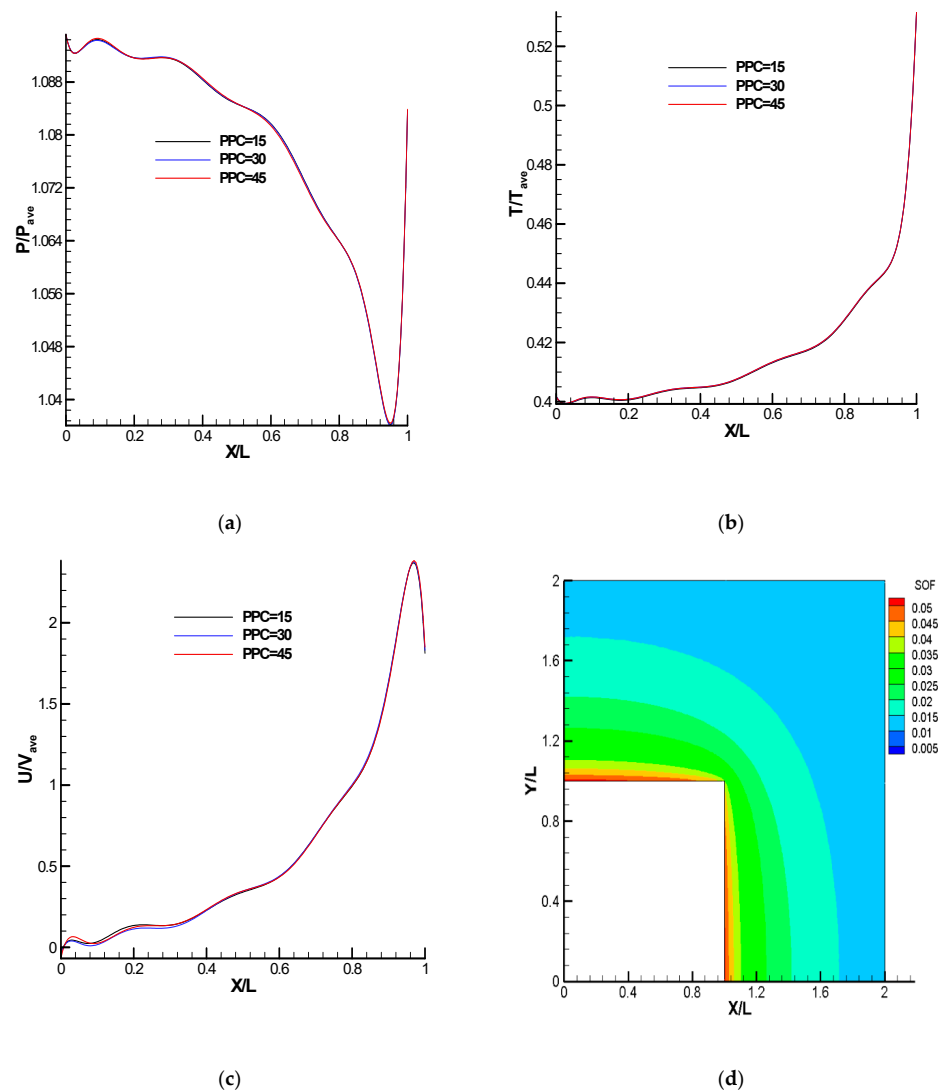 1.088
1.08
1.072
1.064
1.056
1.048
1.04
P/Pave
PPC=15
PPC=30
PPC=45
0 0.2 0.4 0.6 0.8 1
X/L
(a)
0.52
0.5
0.48
0.46
0.44
0.42
0.4
T/Tave
PPC=15
PPC=30
PPC=45
0 0.2 0.4 0.6 0.8 1
X/L
(b)
2
1.5
1
0.5
0
U/Vave
PPC=15
PPC=30
PPC=45
0 0.2 0.4 0.6 0.8 1
X/L
(c)
2
1.6
1.2
0.8
0.4
0
Y/L
SOF
0.05
0.045
0.04
0.035
0.03
0.025
0.02
0.015
0.01
0.005
0 0.4 0.8 1.2 1.6 2
X/L
(d)